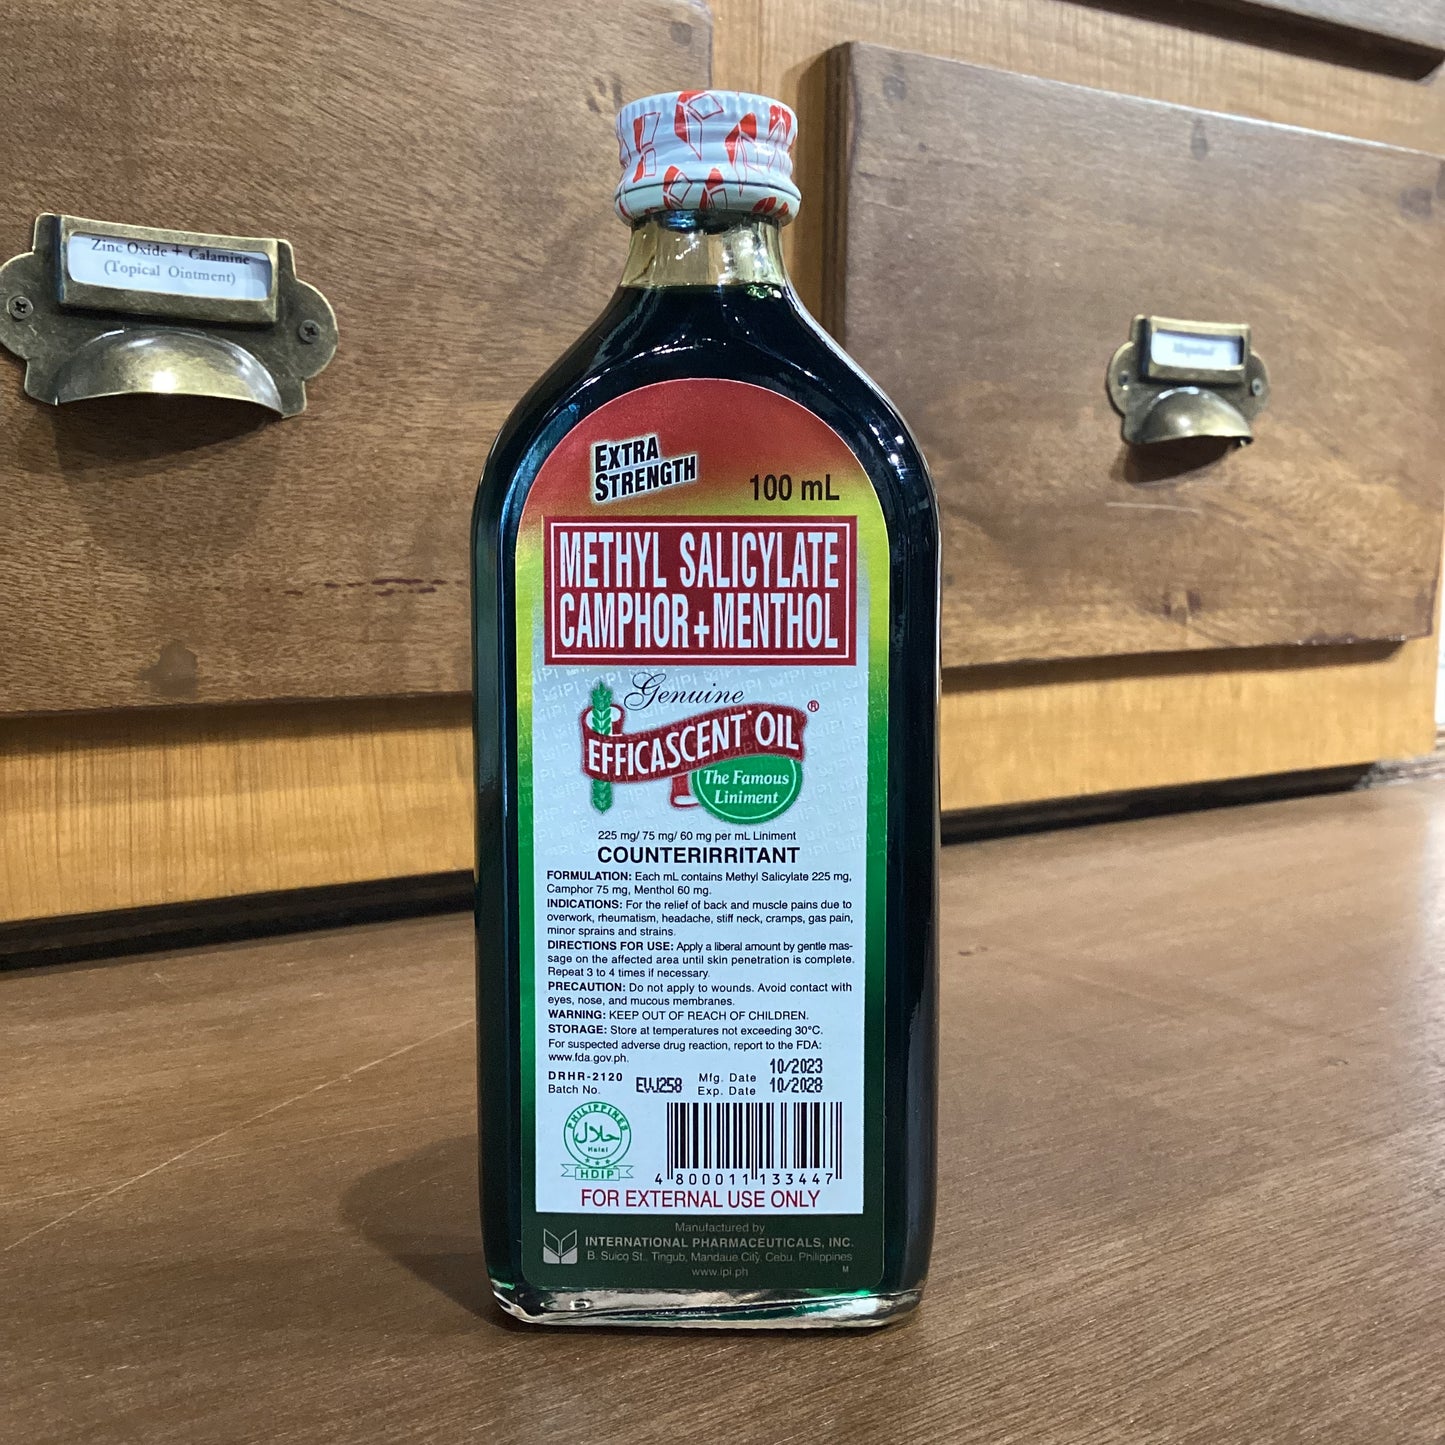 Zinc Oxide + Calamine
(Topical Ointment)
EXTRA
STRENGTH
100 mL
METHYL SALICYLATE
CAMPHOR+MENTHOL
Genuine
EFFICASCENT OIL®
The Famous
Liniment
225 mg/ 75 mg/ 60 mg per mL Liniment
COUNTERIRRITANT
FORMULATION: Each mL contains Methyl Salicylate 225 mg,
Camphor 75 mg, Menthol 60 mg.
INDICATIONS: For the relief of back and muscle pains due to
overwork, rheumatism, headache, stiff neck, cramps, gas pain,
minor sprains and strains.
DIRECTIONS FOR USE: Apply a liberal amount by gentle mas-
sage on the affected area until skin penetration is complete.
Repeat 3 to 4 times if necessary.
PRECAUTION: Do not apply to wounds. Avoid contact with
eyes, nose, and mucous membranes.
WARNING: KEEP OUT OF REACH OF CHILDREN.
STORAGE: Store at temperatures not exceeding 30°C.
For suspected adverse drug reaction, report to the FDA:
www.fda.gov.ph.
DRHR-2120
Batch No. EVJ258
Mfg. Date 10/2023
Exp. Date 10/2028
PHILIPPINES
حلال
Halal
HDIP
4 800011 133447
FOR EXTERNAL USE ONLY
Manufactured by
INTERNATIONAL PHARMACEUTICALS, INC.
B. Suico St., Tingub, Mandaue City, Cebu, Philippines
www.ipi.ph
M